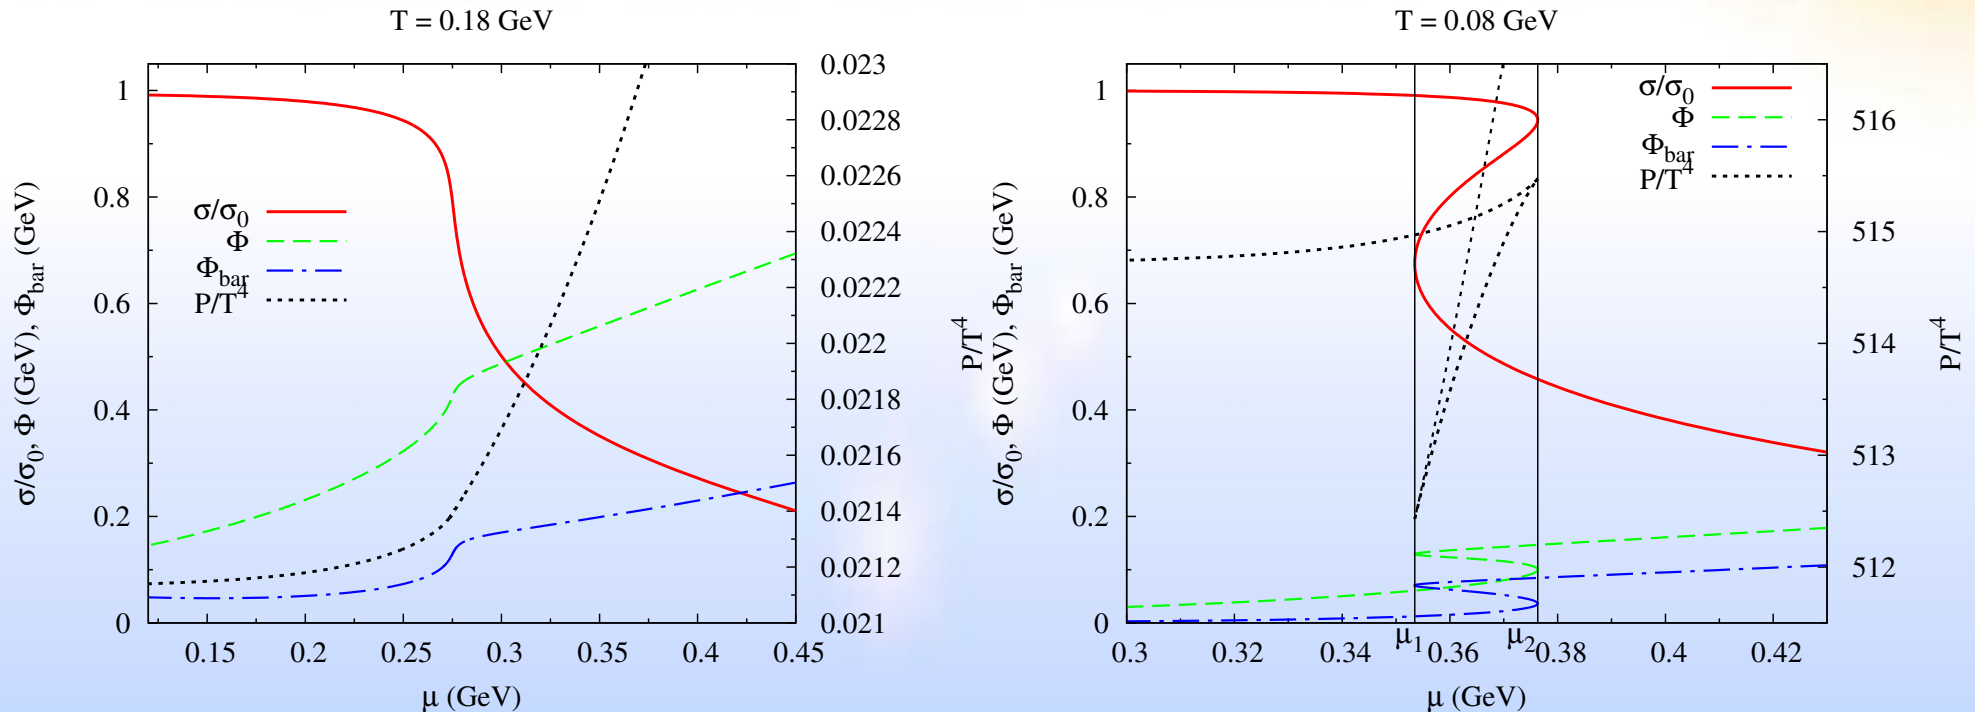 T = 0.18 GeV
σ/σ0, Φ (GeV), Φbar (GeV)
1
0.8
0.6
0.4
0.2
0
0.023
0.0228
0.0226
0.0224
0.0222
0.022
0.0218
0.0216
0.0214
0.0212
0.021
P/T^4
σ/σ0
Φ
Φbar
P/T^4
0.15 0.2 0.25 0.3 0.35 0.4 0.45
μ (GeV)
T = 0.08 GeV
σ/σ0, Φ (GeV), Φbar (GeV)
1
0.8
0.6
0.4
0.2
0
516
515
514
513
512
P/T^4
σ/σ0
Φ
Φbar
P/T^4
μ1 μ2
0.3 0.32 0.34 0.36 0.38 0.4 0.42
μ (GeV)